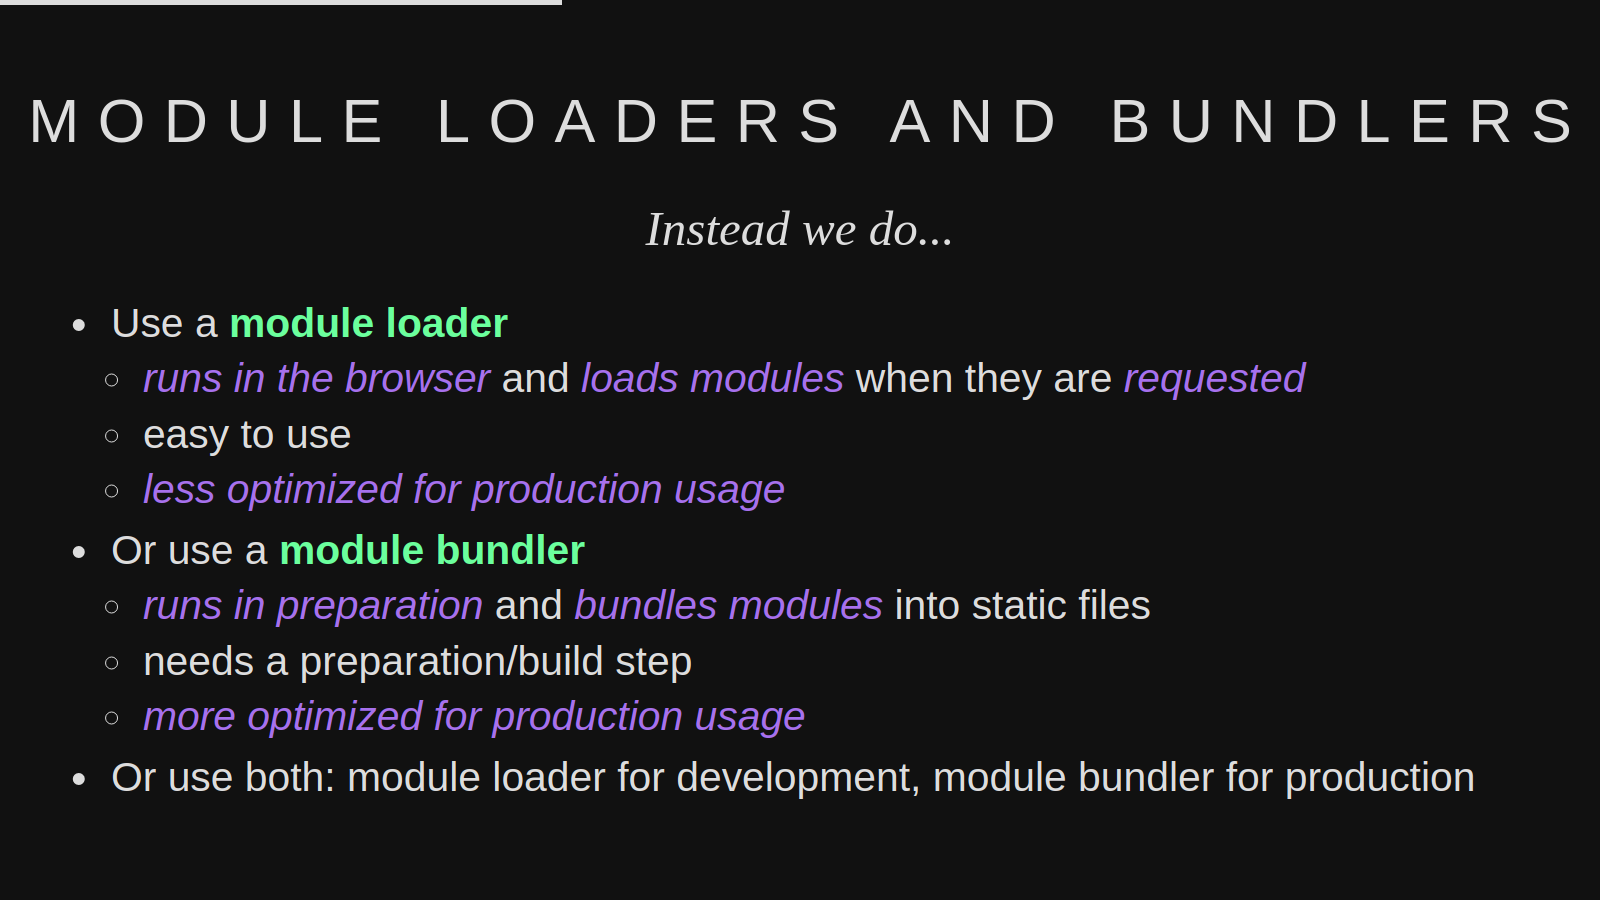 MODULE LOADERS AND BUNDLERS
Instead we do...
• Use a module loader
○ runs in the browser and loads modules when they are requested
○ easy to use
○ less optimized for production usage
• Or use a module bundler
○ runs in preparation and bundles modules into static files
○ needs a preparation/build step
○ more optimized for production usage
• Or use both: module loader for development, module bundler for production